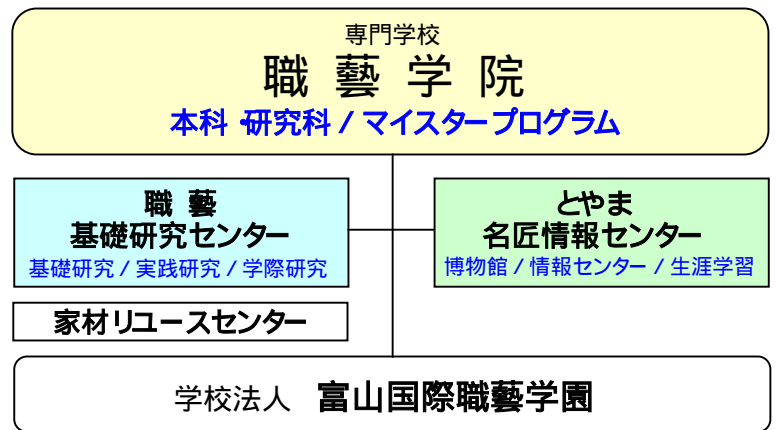 専門学校
職 藝 学 院
本科・研究科 / マイスタープログラム
職 藝
基礎研究センター
基礎研究 / 実践研究 / 学際研究
とやま
名匠情報センター
博物館 / 情報センター / 生涯学習
家材リユースセンター
学校法人 富山国際職藝学園